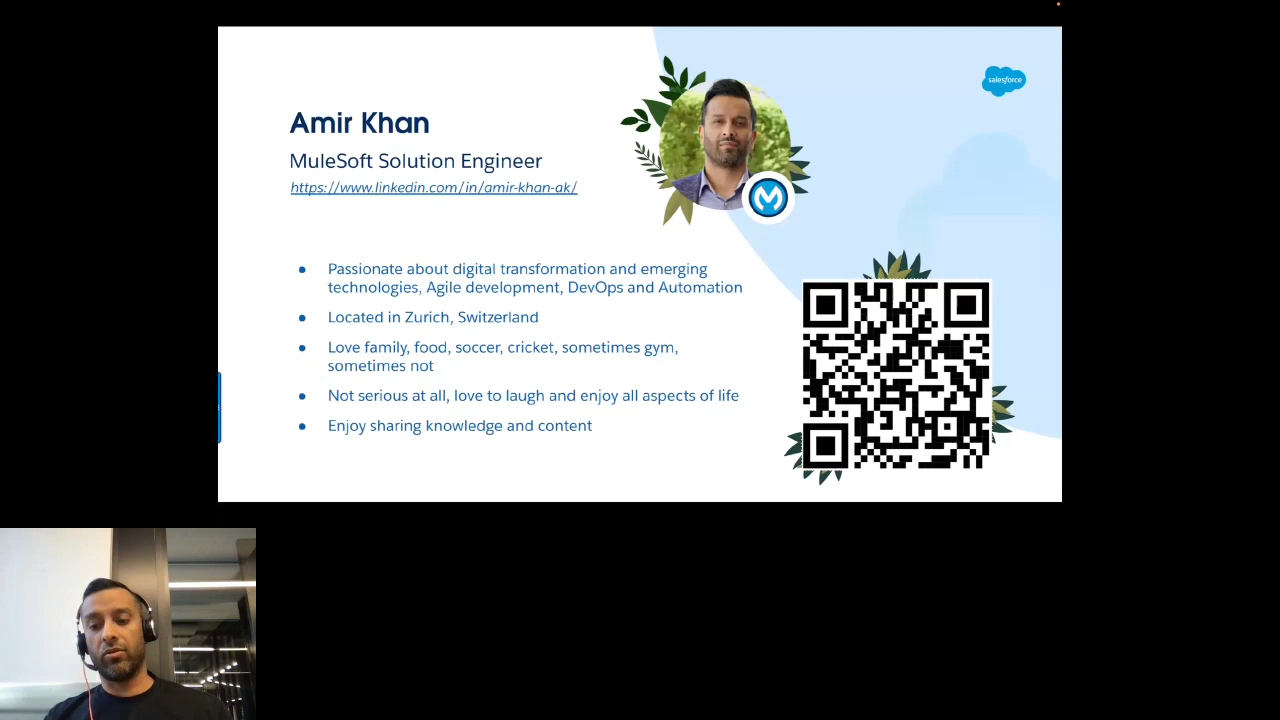 salesforce
Amir Khan
MuleSoft Solution Engineer
https://www.linkedin.com/in/amir-khan-ak/
● Passionate about digital transformation and emerging
technologies, Agile development, DevOps and Automation
● Located in Zurich, Switzerland
● Love family, food, soccer, cricket, sometimes gym,
sometimes not
● Not serious at all, love to laugh and enjoy all aspects of life
● Enjoy sharing knowledge and content